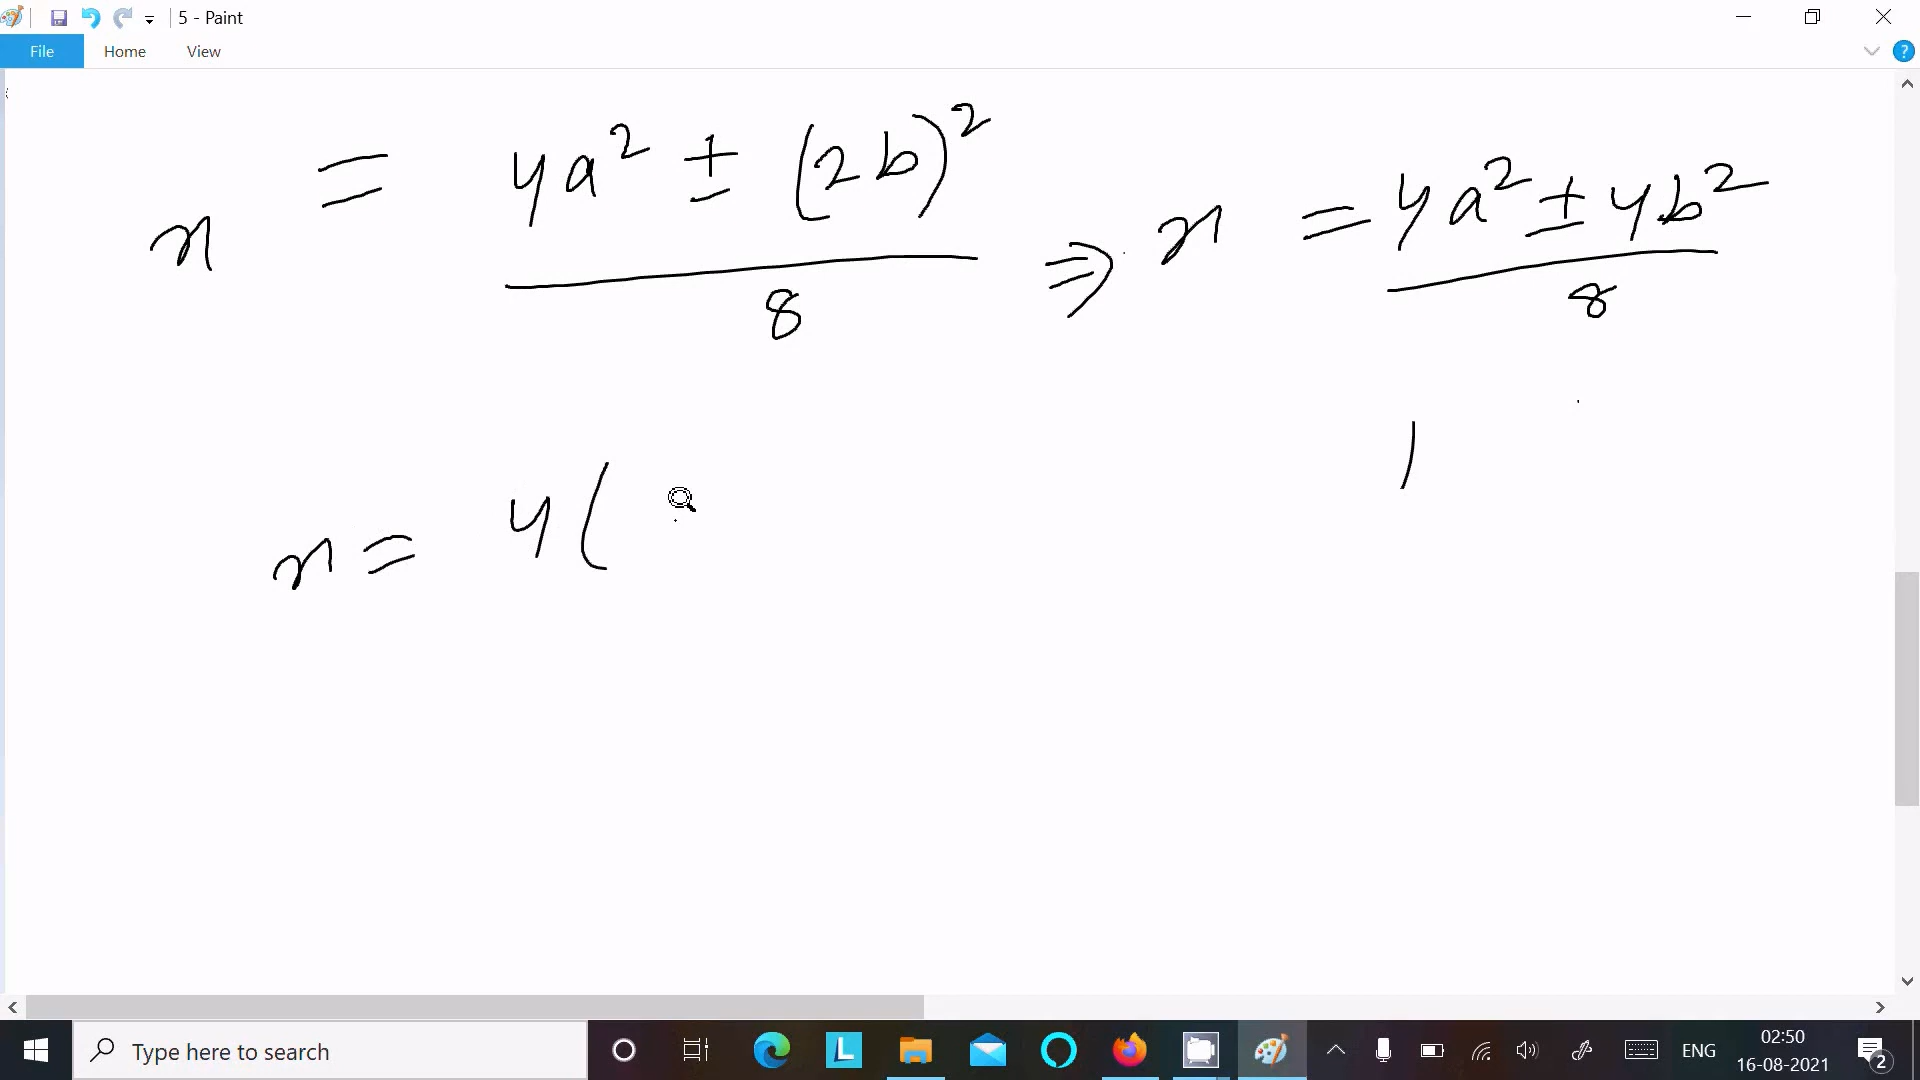 5 - Paint
File Home View
x = 4a² ± (2b)² / 8 ⇒ x = 4a² ± 4b² / 8
x = 4(
Type here to search
L
ENG
02:50
16-08-2021
2